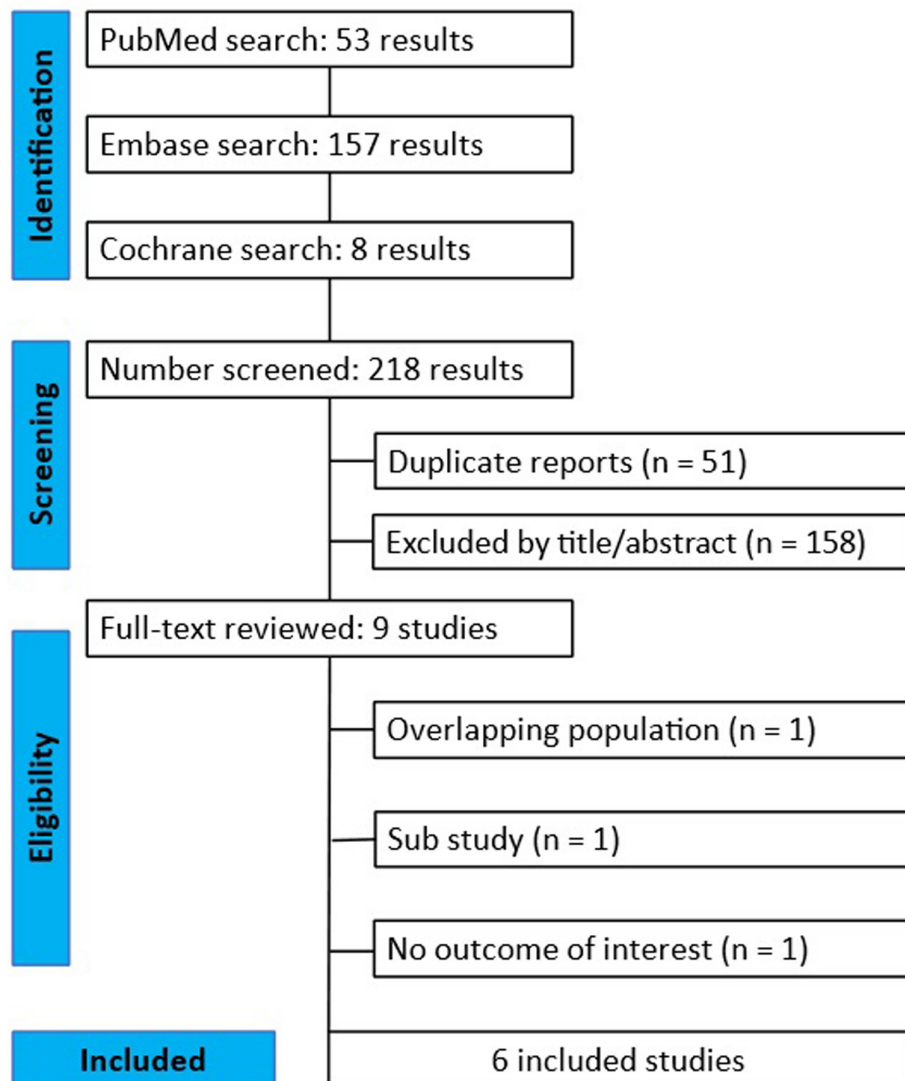 Identification
PubMed search: 53 results
Embase search: 157 results
Cochrane search: 8 results
Screening
Number screened: 218 results
Duplicate reports (n = 51)
Excluded by title/abstract (n = 158)
Eligibility
Full-text reviewed: 9 studies
Overlapping population (n = 1)
Sub study (n = 1)
No outcome of interest (n = 1)
Included
6 included studies